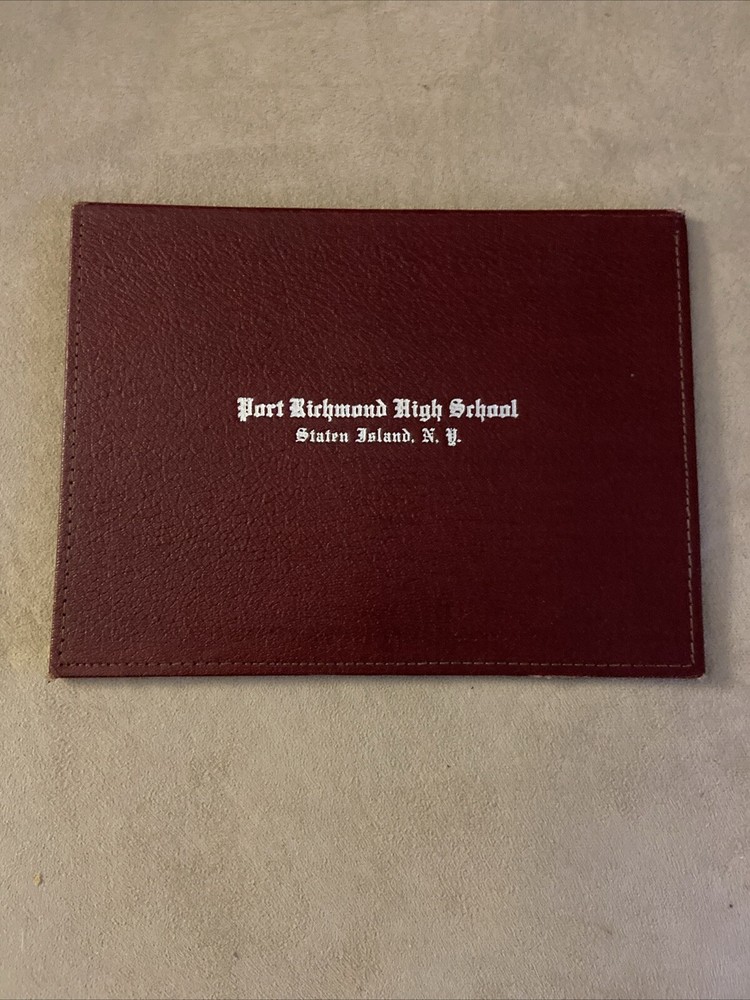 Port Richmond High School
Staten Island, N. Y.